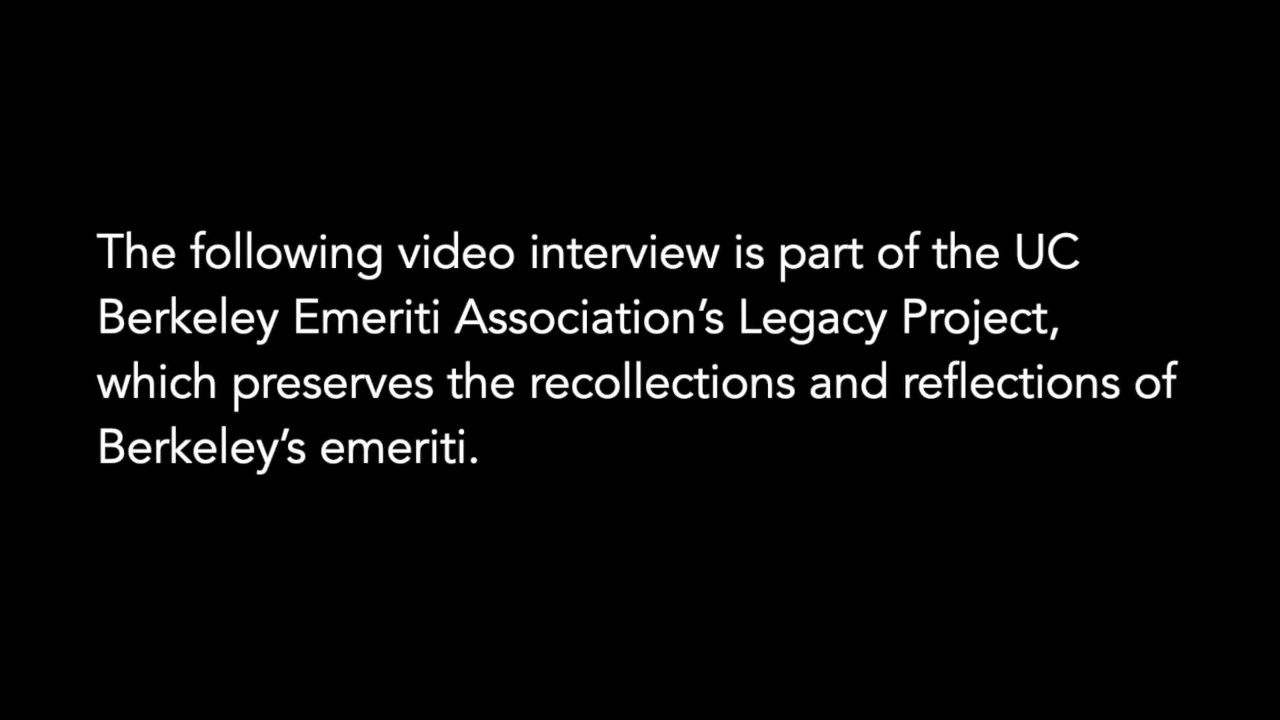 The following video interview is part of the UC
Berkeley Emeriti Association’s Legacy Project,
which preserves the recollections and reflections of
Berkeley’s emeriti.